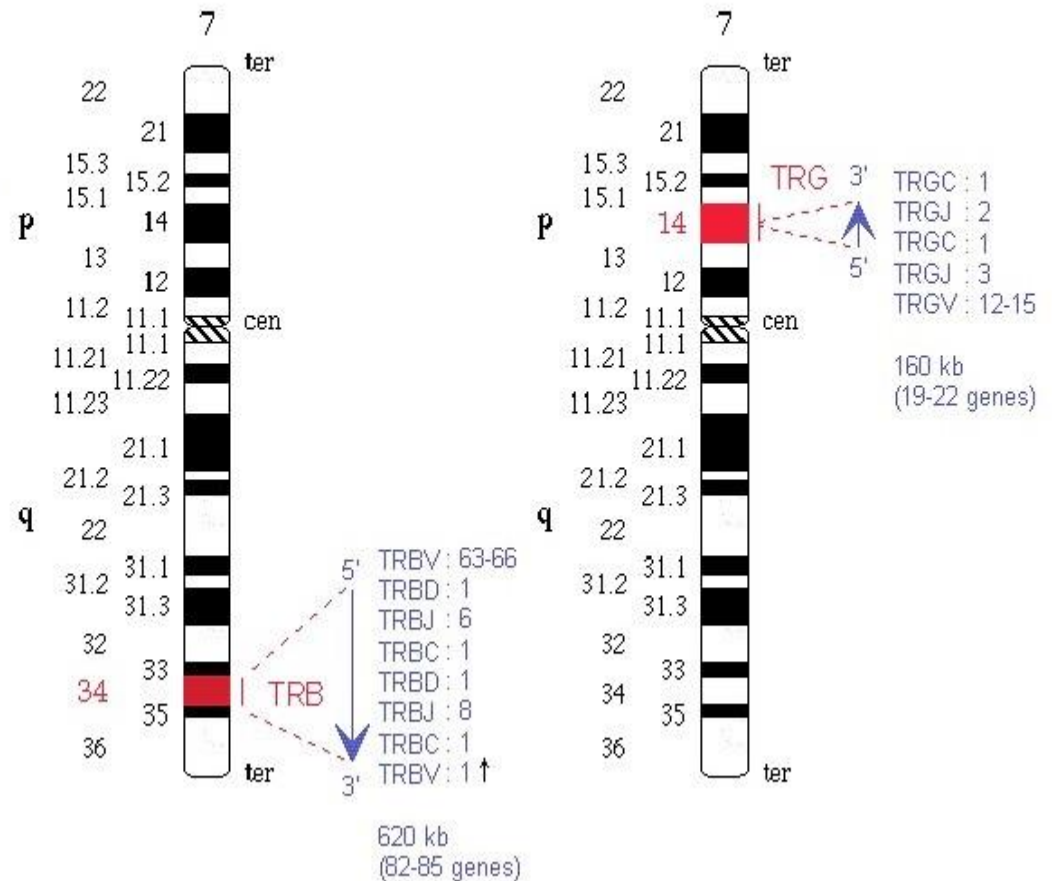 7
ter
22
21
15.3
15.2
15.1
p
14
13
12
11.2
11.1
cen
11.1
11.21
11.22
11.23
21.1
21.2
21.3
q
22
31.1
31.2
31.3
32
33
34
35
36
ter
TRB
5'
3'
TRBV : 63-66
TRBD : 1
TRBJ : 6
TRBC : 1
TRBD : 1
TRBJ : 8
TRBC : 1
TRBV : 1 ↑
620 kb
(82-85 genes)
7
ter
22
21
15.3
15.2
15.1
p
14
13
12
11.2
11.1
cen
11.1
11.21
11.22
11.23
21.1
21.2
21.3
q
22
31.1
31.2
31.3
32
33
34
35
36
ter
TRG
3'
5'
TRGC : 1
TRGJ : 2
TRGC : 1
TRGJ : 3
TRGV : 12-15
160 kb
(19-22 genes)